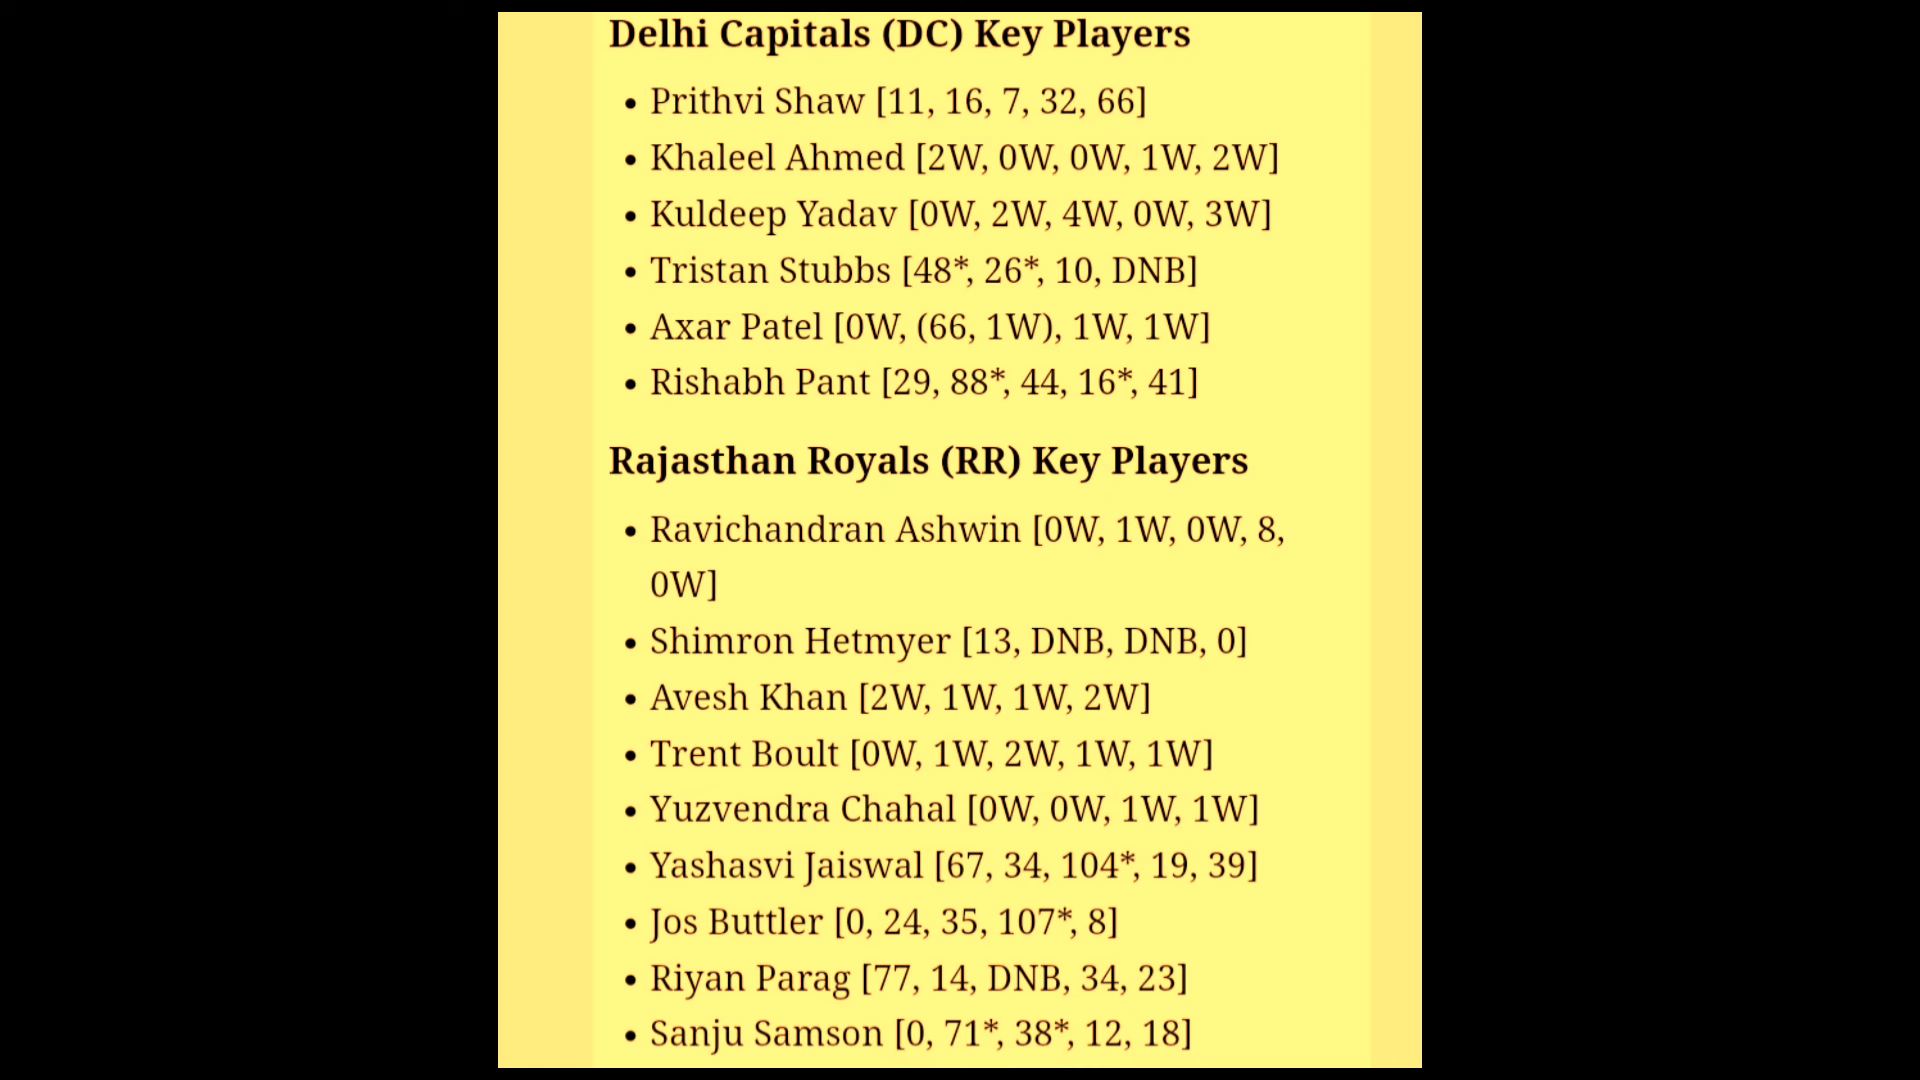 Delhi Capitals (DC) Key Players
• Prithvi Shaw [11, 16, 7, 32, 66]
• Khaleel Ahmed [2W, 0W, 0W, 1W, 2W]
• Kuldeep Yadav [0W, 2W, 4W, 0W, 3W]
• Tristan Stubbs [48*, 26*, 10, DNB]
• Axar Patel [0W, (66, 1W), 1W, 1W]
• Rishabh Pant [29, 88*, 44, 16*, 41]
Rajasthan Royals (RR) Key Players
• Ravichandran Ashwin [0W, 1W, 0W, 8,
0W]
• Shimron Hetmyer [13, DNB, DNB, 0]
• Avesh Khan [2W, 1W, 1W, 2W]
• Trent Boult [0W, 1W, 2W, 1W, 1W]
• Yuzvendra Chahal [0W, 0W, 1W, 1W]
• Yashasvi Jaiswal [67, 34, 104*, 19, 39]
• Jos Buttler [0, 24, 35, 107*, 8]
• Riyan Parag [77, 14, DNB, 34, 23]
• Sanju Samson [0, 71*, 38*, 12, 18]